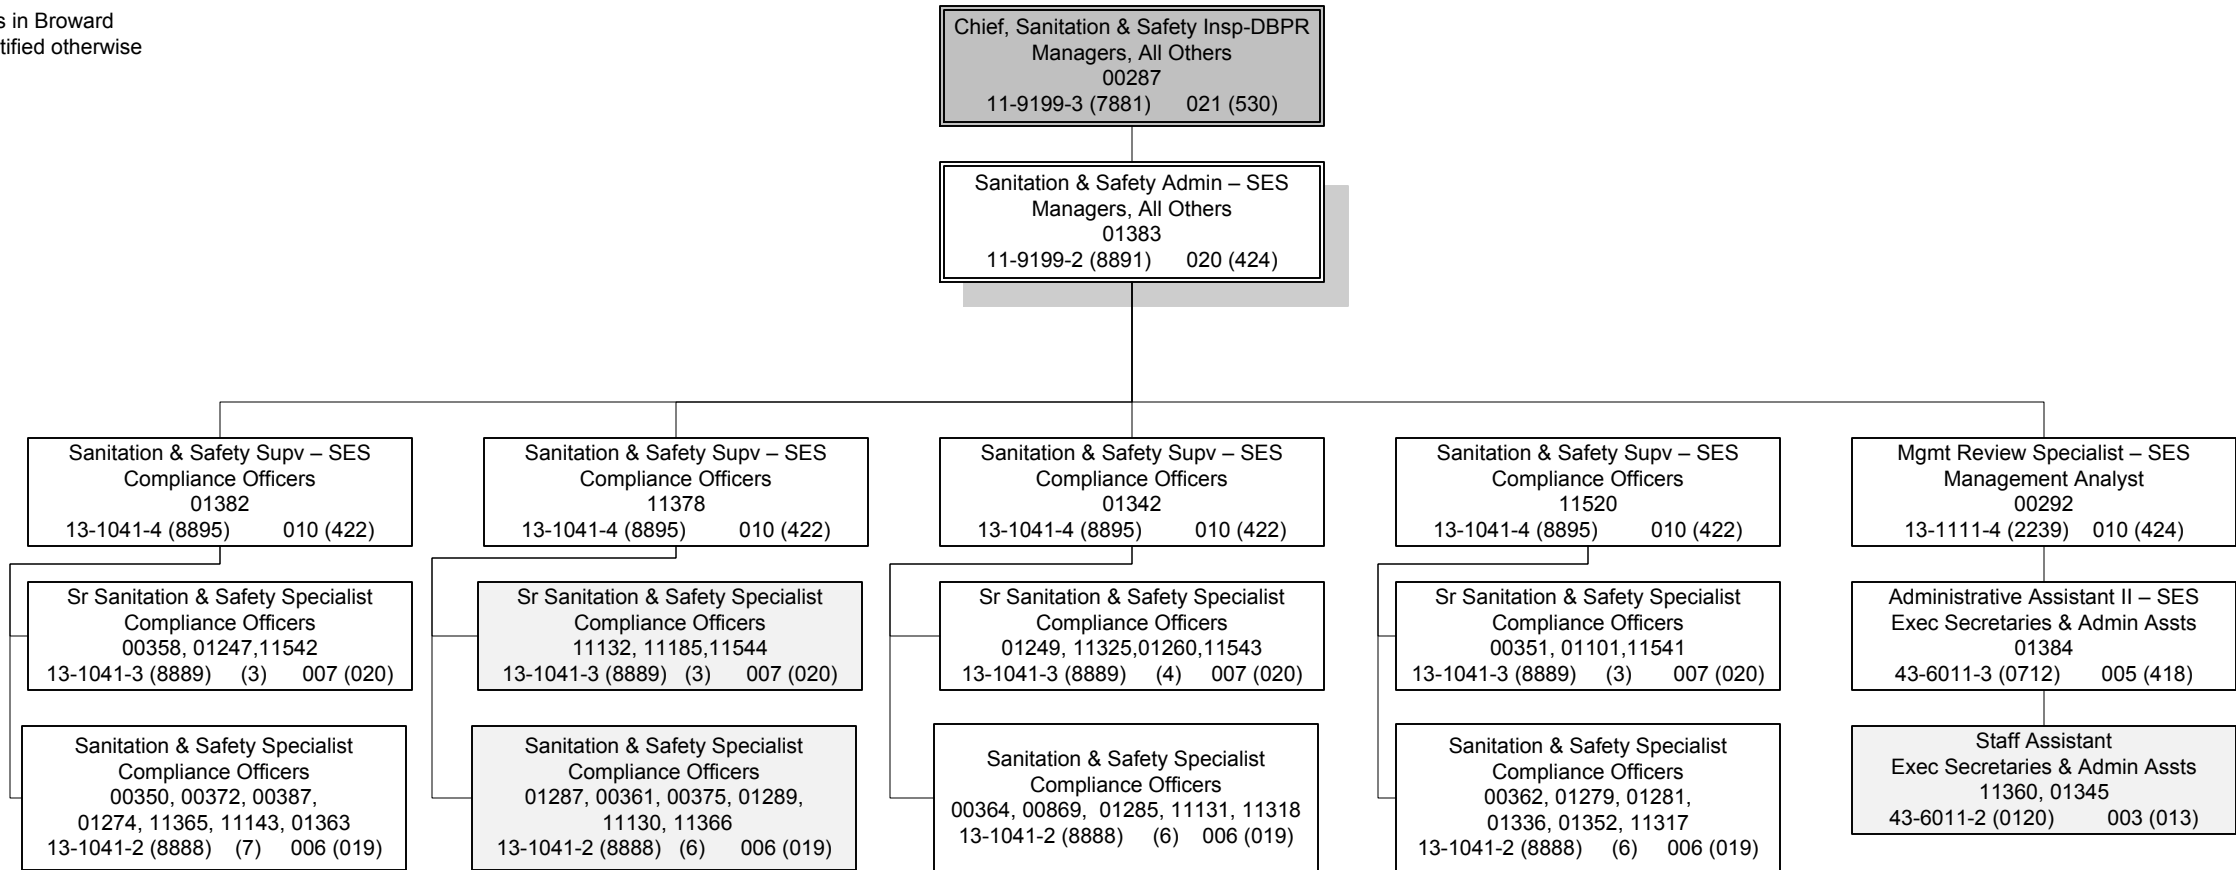 s in Broward
tified otherwise
Chief, Sanitation & Safety Insp-DBPR
Managers, All Others
00287
11-9199-3 (7881) 021 (530)
Sanitation & Safety Admin – SES
Managers, All Others
01383
11-9199-2 (8891) 020 (424)
Sanitation & Safety Supv – SES
Compliance Officers
01382
13-1041-4 (8895) 010 (422)
Sanitation & Safety Supv – SES
Compliance Officers
11378
13-1041-4 (8895) 010 (422)
Sanitation & Safety Supv – SES
Compliance Officers
01342
13-1041-4 (8895) 010 (422)
Sanitation & Safety Supv – SES
Compliance Officers
11520
13-1041-4 (8895) 010 (422)
Mgmt Review Specialist – SES
Management Analyst
00292
13-1111-4 (2239) 010 (424)
Sr Sanitation & Safety Specialist
Compliance Officers
00358, 01247,11542
13-1041-3 (8889) (3) 007 (020)
Sr Sanitation & Safety Specialist
Compliance Officers
11132, 11185,11544
13-1041-3 (8889) (3) 007 (020)
Sr Sanitation & Safety Specialist
Compliance Officers
01249, 11325,01260,11543
13-1041-3 (8889) (4) 007 (020)
Sr Sanitation & Safety Specialist
Compliance Officers
00351, 01101,11541
13-1041-3 (8889) (3) 007 (020)
Administrative Assistant II – SES
Exec Secretaries & Admin Assts
01384
43-6011-3 (0712) 005 (418)
Sanitation & Safety Specialist
Compliance Officers
00350, 00372, 00387,
01274, 11365, 11143, 01363
13-1041-2 (8888) (7) 006 (019)
Sanitation & Safety Specialist
Compliance Officers
01287, 00361, 00375, 01289,
11130, 11366
13-1041-2 (8888) (6) 006 (019)
Sanitation & Safety Specialist
Compliance Officers
00364, 00869, 01285, 11131, 11318
13-1041-2 (8888) (6) 006 (019)
Sanitation & Safety Specialist
Compliance Officers
00362, 01279, 01281,
01336, 01352, 11317
13-1041-2 (8888) (6) 006 (019)
Staff Assistant
Exec Secretaries & Admin Assts
11360, 01345
43-6011-2 (0120) 003 (013)